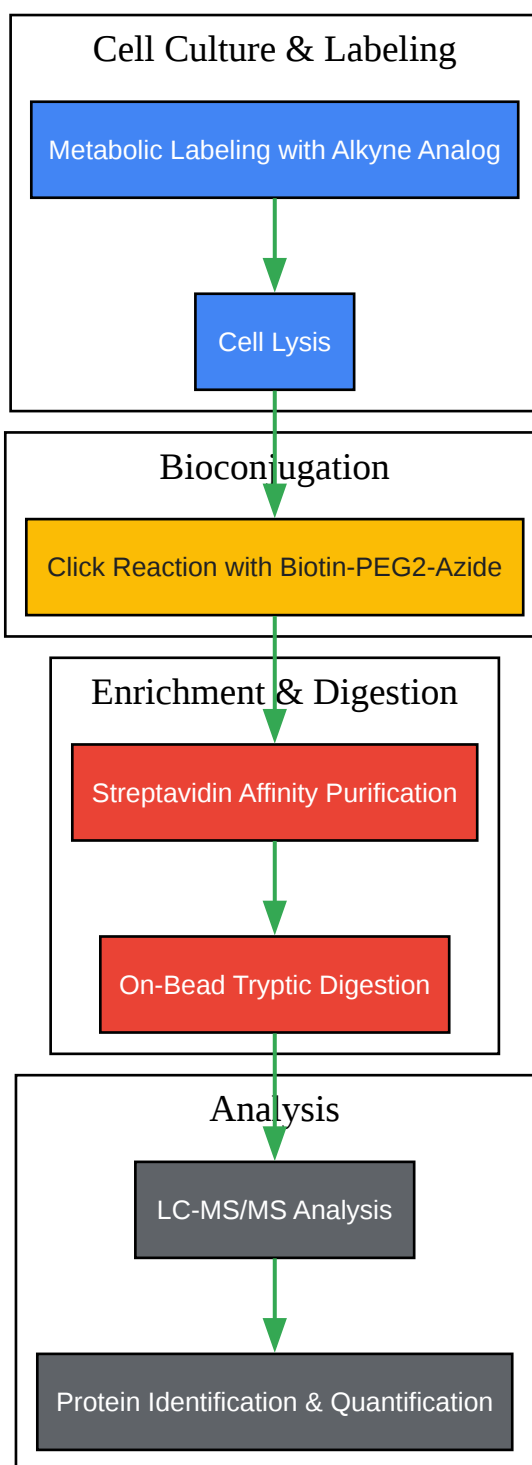 Cell Culture & Labeling
Metabolic Labeling with Alkyne Analog
Cell Lysis
Bioconjugation
Click Reaction with Biotin-PEG2-Azide
Enrichment & Digestion
Streptavidin Affinity Purification
On-Bead Tryptic Digestion
Analysis
LC-MS/MS Analysis
Protein Identification & Quantification